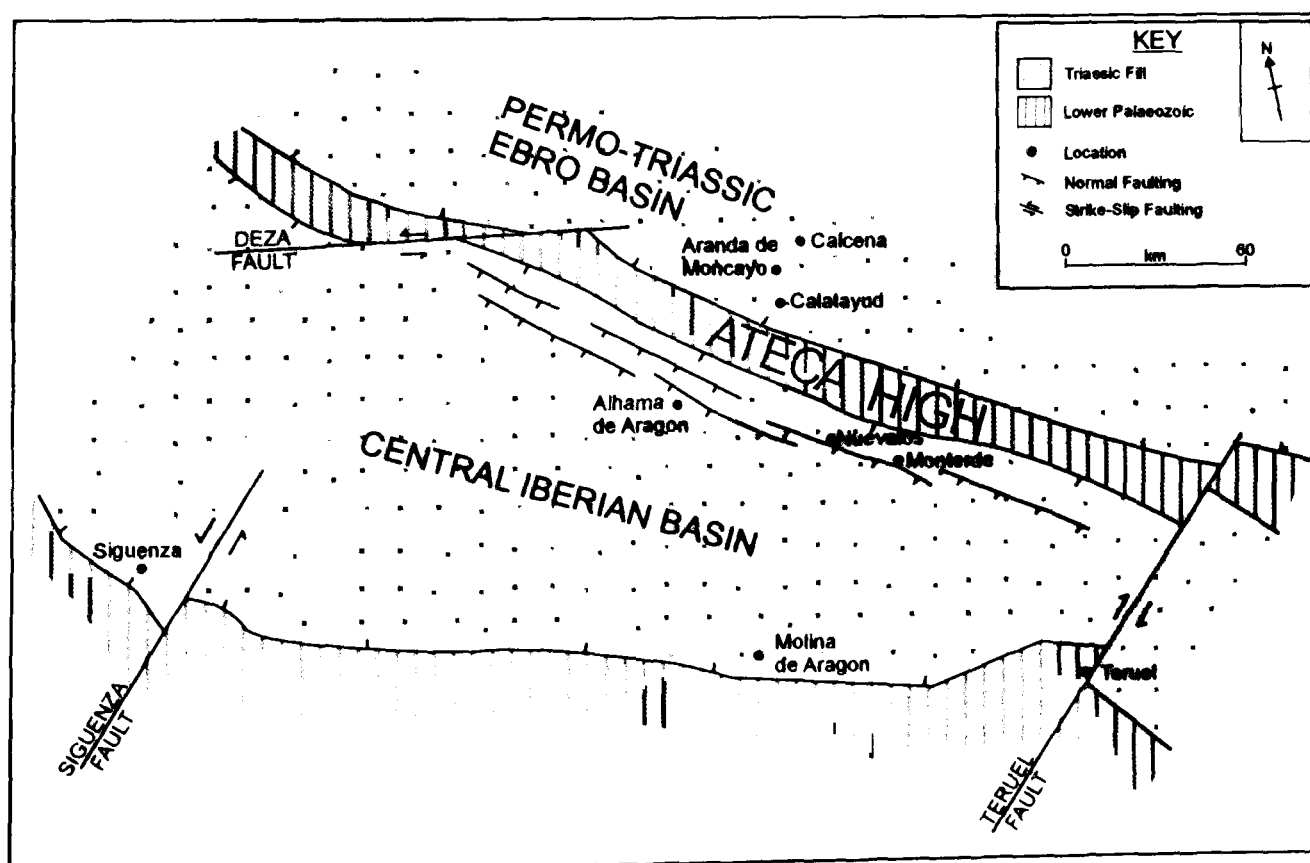 KEY
N
Triassic Fill
Lower Palaeozoic
Location
Normal Faulting
Strike-Slip Faulting
0 60
km
PERMO-TRIASSIC
EBRO BASIN
DEZA
FAULT
Aranda de
Moncayo
Calcena
Calatayud
ATECA HIGH
Alhama
de Aragon
Nuevalos
Monterde
CENTRAL IBERIAN BASIN
Siguenza
Molina
de Aragon
Teruel
SIGUENZA
FAULT
TERUEL
FAULT